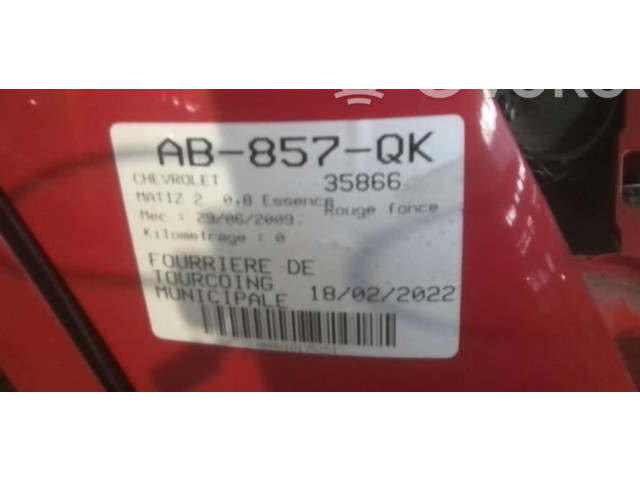 AB-857-QK
CHEVROLET 35866
MATIZ 2 0,8 Essence Rouge fonce
Mec : 29/06/2009
Kilometrage : 0
FOURRIERE DE
TOURCOING
MUNICIPALE 18/02/2022